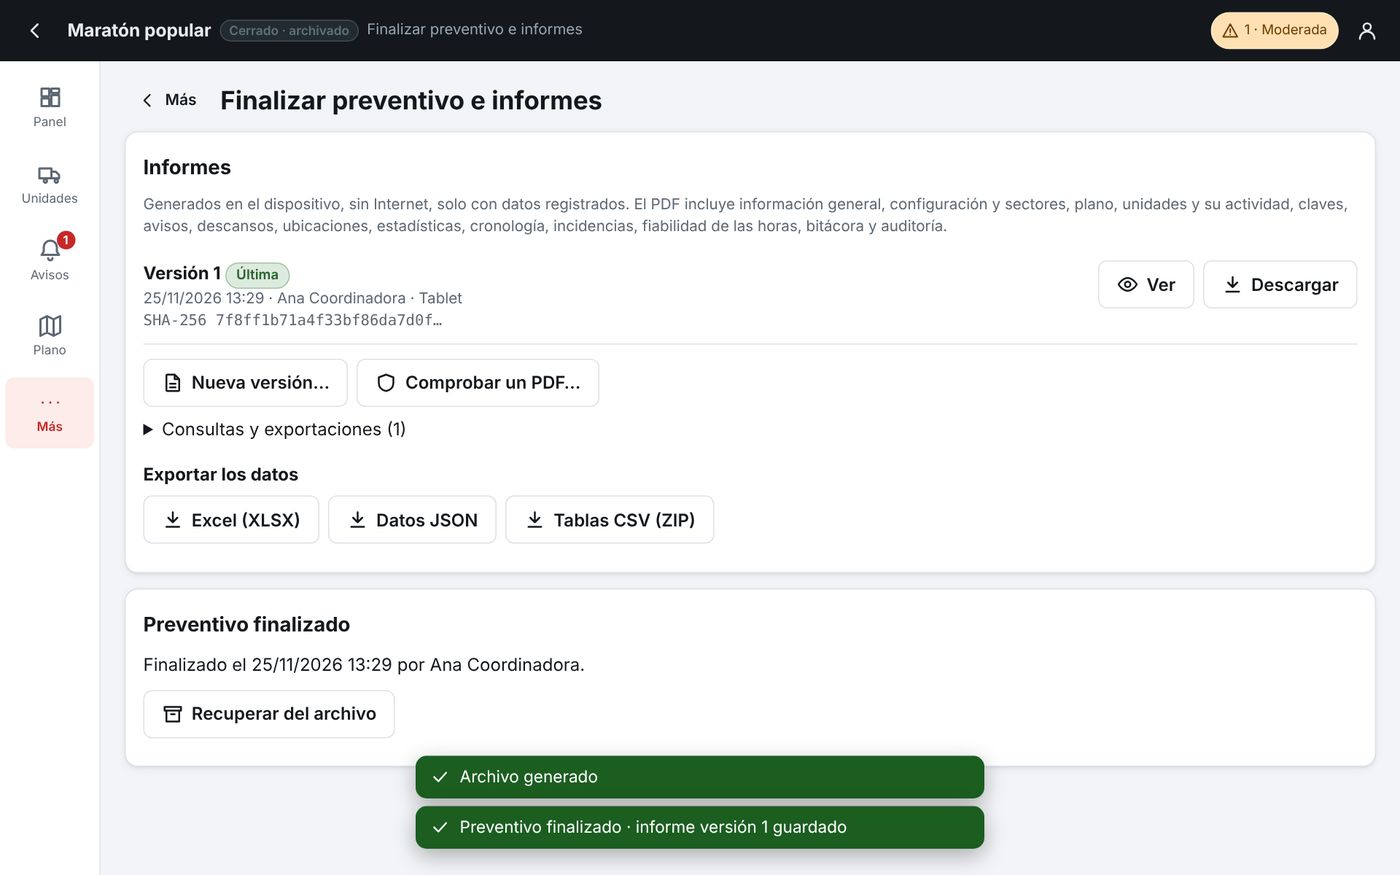 Maratón popular
Cerrado · archivado
Finalizar preventivo e informes
1 · Moderada
Panel
Unidades
1
Avisos
Plano
Más
Más
Finalizar preventivo e informes
Informes
Generados en el dispositivo, sin Internet, solo con datos registrados. El PDF incluye información general, configuración y sectores, plano, unidades y su actividad, claves,
avisos, descansos, ubicaciones, estadísticas, cronología, incidencias, fiabilidad de las horas, bitácora y auditoría.
Versión 1 Última
25/11/2026 13:29 · Ana Coordinadora · Tablet
SHA-256 7f8ff1b71a4f33bf86da7d0f…
Ver
Descargar
Nueva versión...
Comprobar un PDF...
Consultas y exportaciones (1)
Exportar los datos
Excel (XLSX)
Datos JSON
Tablas CSV (ZIP)
Preventivo finalizado
Finalizado el 25/11/2026 13:29 por Ana Coordinadora.
Recuperar del archivo
Archivo generado
Preventivo finalizado · informe versión 1 guardado